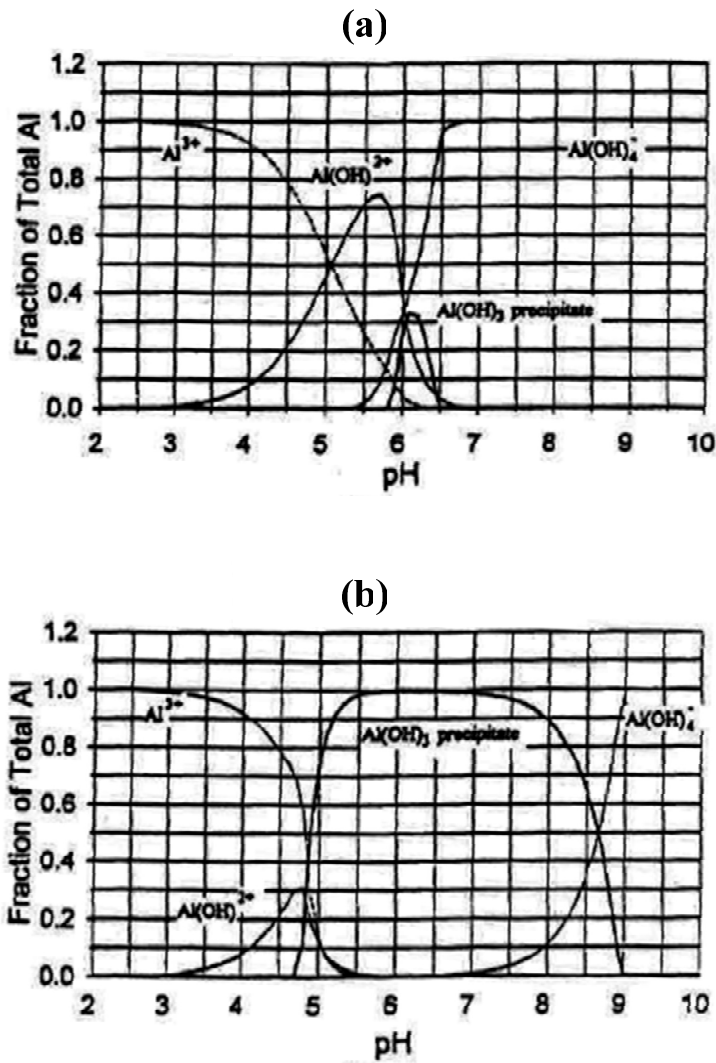 (a)
Fraction of Total Al
1.2
1.0
0.8
0.6
0.4
0.2
0.0
Al³⁺
Al(OH)²⁺
Al(OH)₄⁻
Al(OH)₃ precipitate
2 3 4 5 6 7 8 9 10
pH
(b)
Fraction of Total Al
1.2
1.0
0.8
0.6
0.4
0.2
0.0
Al³⁺
Al(OH)₃ precipitate
Al(OH)₄⁻
Al(OH)²⁺
2 3 4 5 6 7 8 9 10
pH